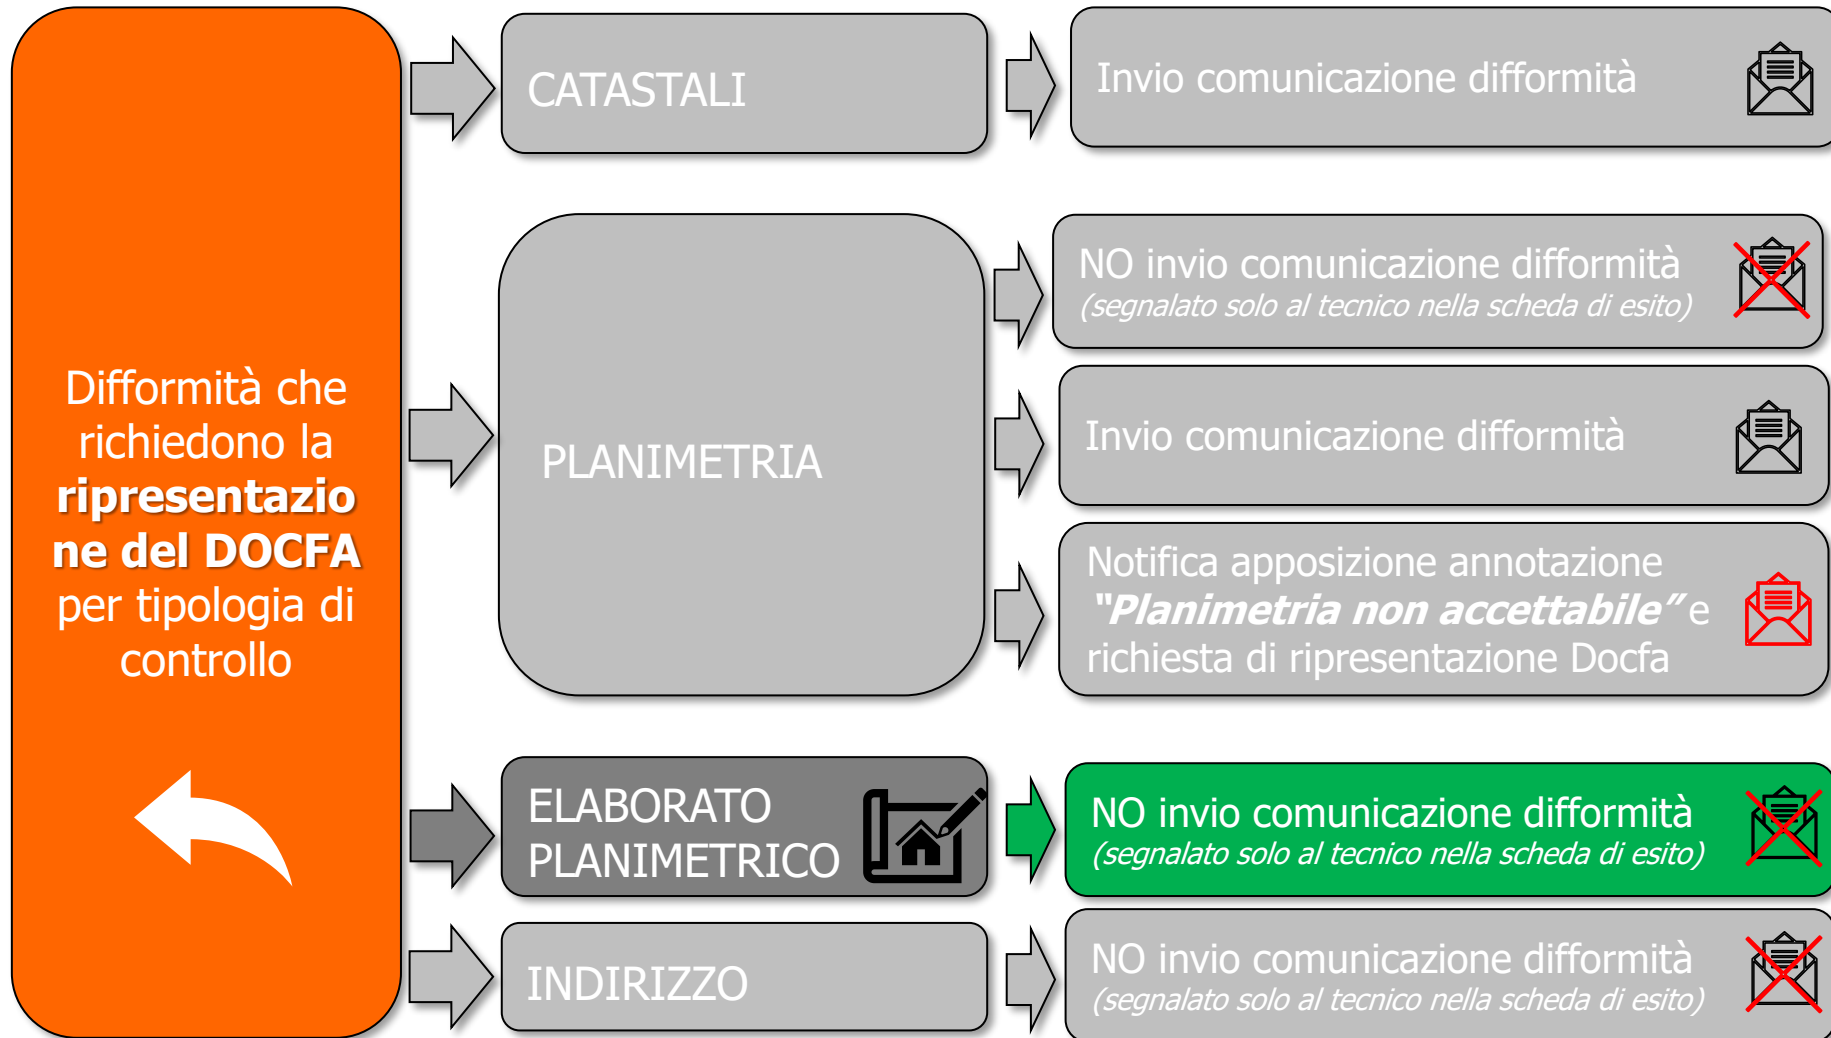 Difformità che
richiedono la
ripresentazio
ne del DOCFA
per tipologia di
controllo
CATASTALI
Invio comunicazione difformità
PLANIMETRIA
NO invio comunicazione difformità
(segnalato solo al tecnico nella scheda di esito)
Invio comunicazione difformità
Notifica apposizione annotazione
“Planimetria non accettabile” e
richiesta di ripresentazione Docfa
ELABORATO
PLANIMETRICO
NO invio comunicazione difformità
(segnalato solo al tecnico nella scheda di esito)
INDIRIZZO
NO invio comunicazione difformità
(segnalato solo al tecnico nella scheda di esito)